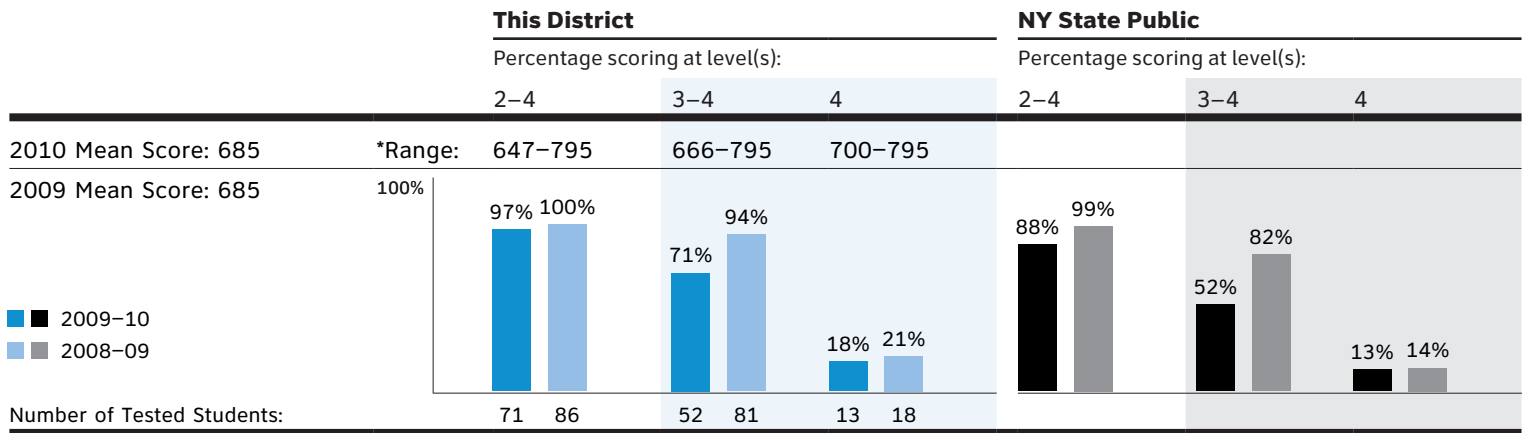 This District NY State Public
Percentage scoring at level(s): Percentage scoring at level(s):
2–4 3–4 4 2–4 3–4 4
2010 Mean Score: 685 *Range: 647–795 666–795 700–795
2009 Mean Score: 685 100%
97% 100% 94% 88% 99%
71% 82%
52%
18% 21% 13% 14%
2009–10
2008–09
Number of Tested Students: 71 86 52 81 13 18